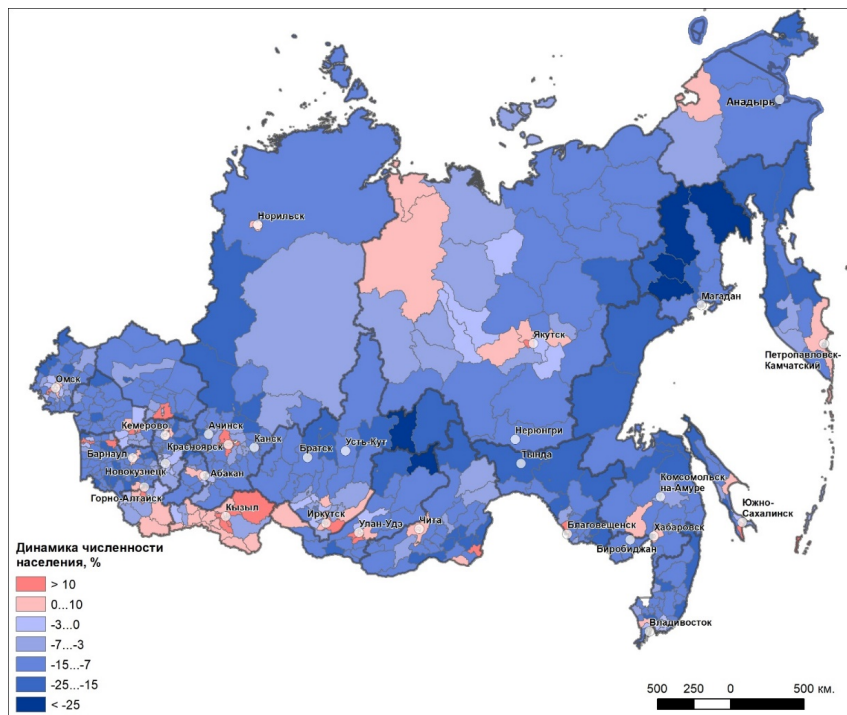 Анадырь
Норильск
Магадан
Якутск
Петропавловск-
Камчатский
Омск
Кемерово
Ачинск
Красноярск
Канск
Братск
Усть-Кут
Нерюнгри
Тында
Барнаул
Новокузнецк
Абакан
Горно-Алтайск
Кызыл
Иркутск
Улан-Удэ
Чита
Комсомольск
на-Амуре
Южно-
Сахалинск
Благовещенск
Хабаровск
Биробиджан
Владивосток
Динамика численности
населения, %
> 10
0...10
-3...0
-7...-3
-15...-7
-25...-15
< -25
500 250 0 500 км.